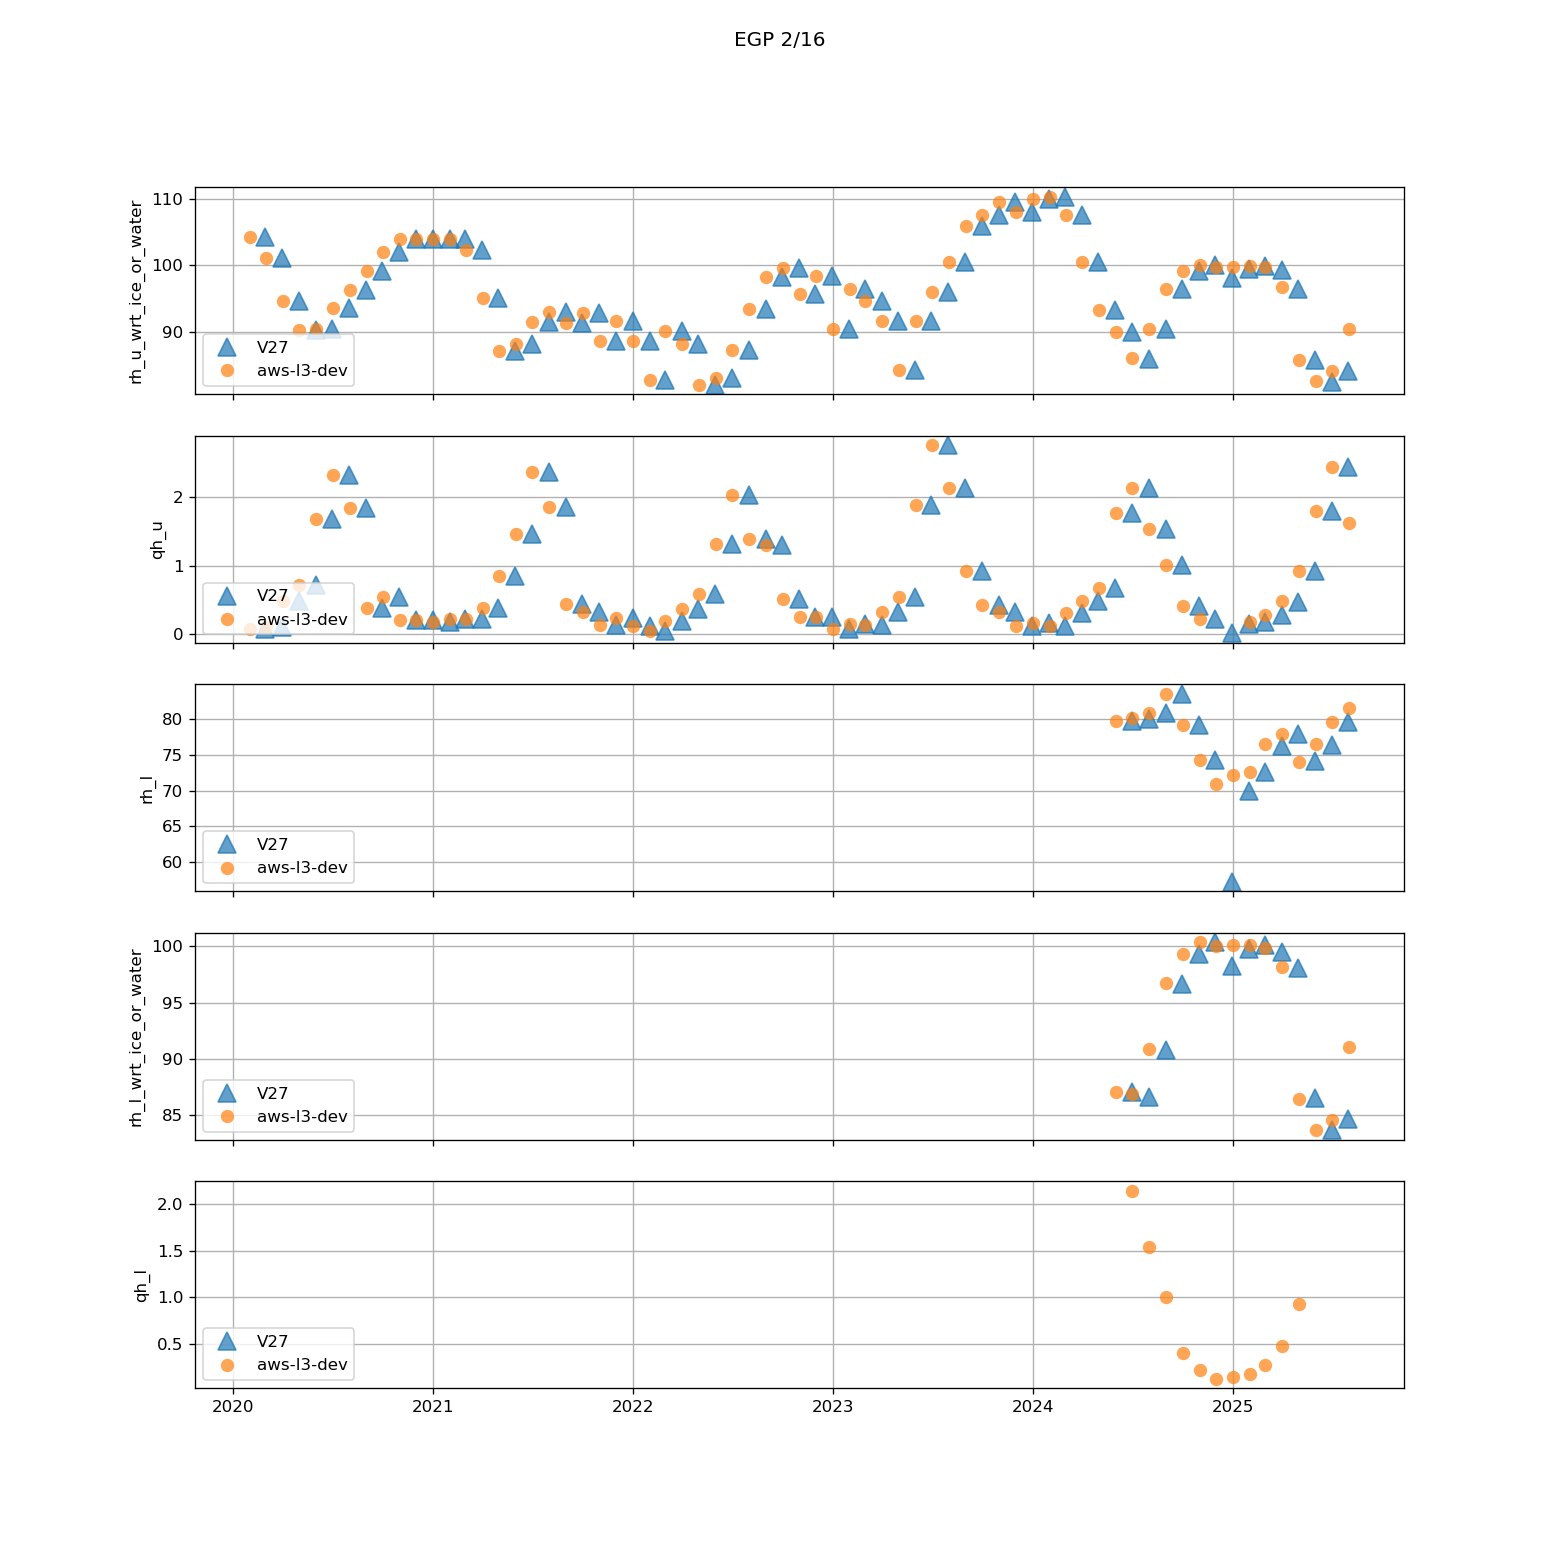 EGP 2/16
110
100
90
rh_u_wrt_ice_or_water
V27
aws-l3-dev
2
1
0
qh_u
V27
aws-l3-dev
80
75
70
65
60
rh_l
V27
aws-l3-dev
100
95
90
85
rh_l_wrt_ice_or_water
V27
aws-l3-dev
2.0
1.5
1.0
0.5
qh_l
V27
aws-l3-dev
2020 2021 2022 2023 2024 2025